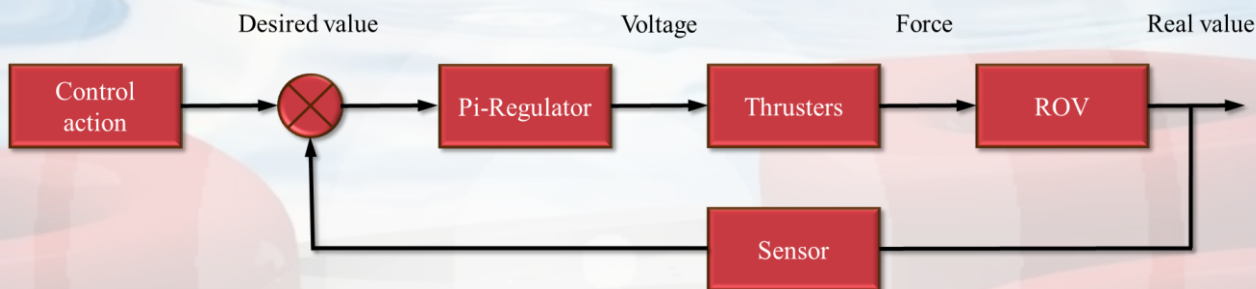 Desired value
Voltage
Force
Real value
Control
action
Pi-Regulator
Thrusters
ROV
Sensor